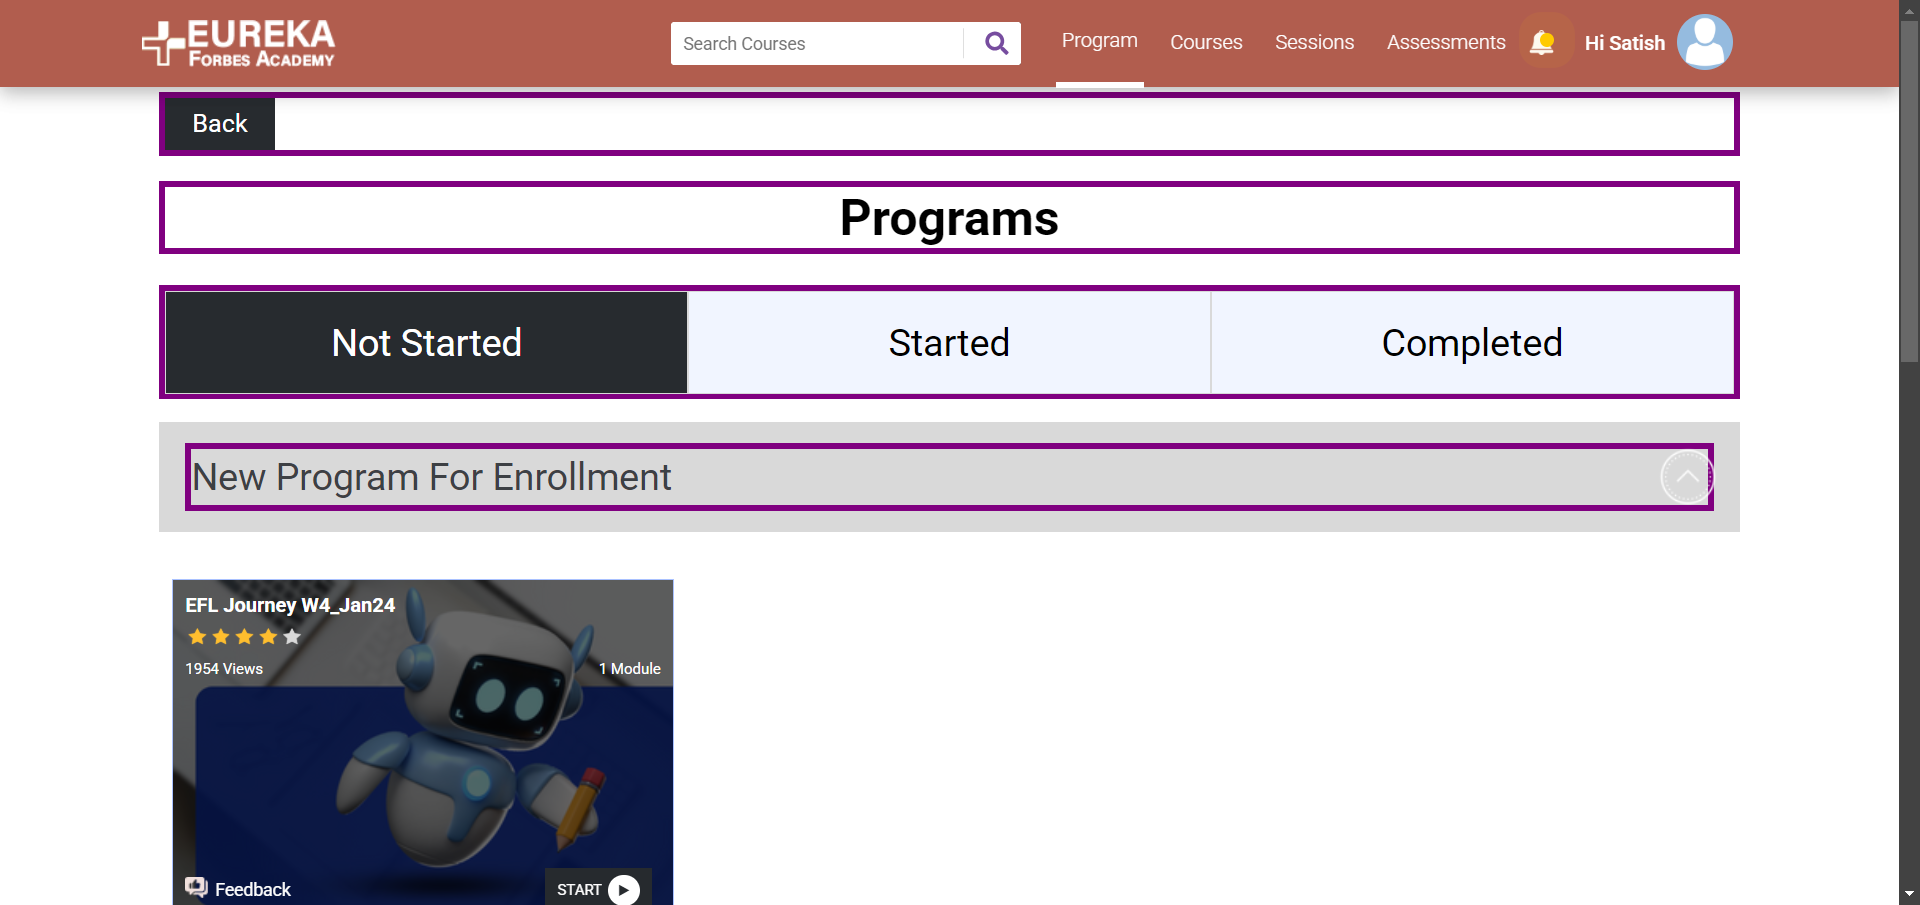 EUREKA
FORBES ACADEMY
Search Courses
Program
Courses
Sessions
Assessments
Hi Satish
Back
Programs
Not Started
Started
Completed
New Program For Enrollment
EFL Journey W4_Jan24
1954 Views
1 Module
Feedback
START